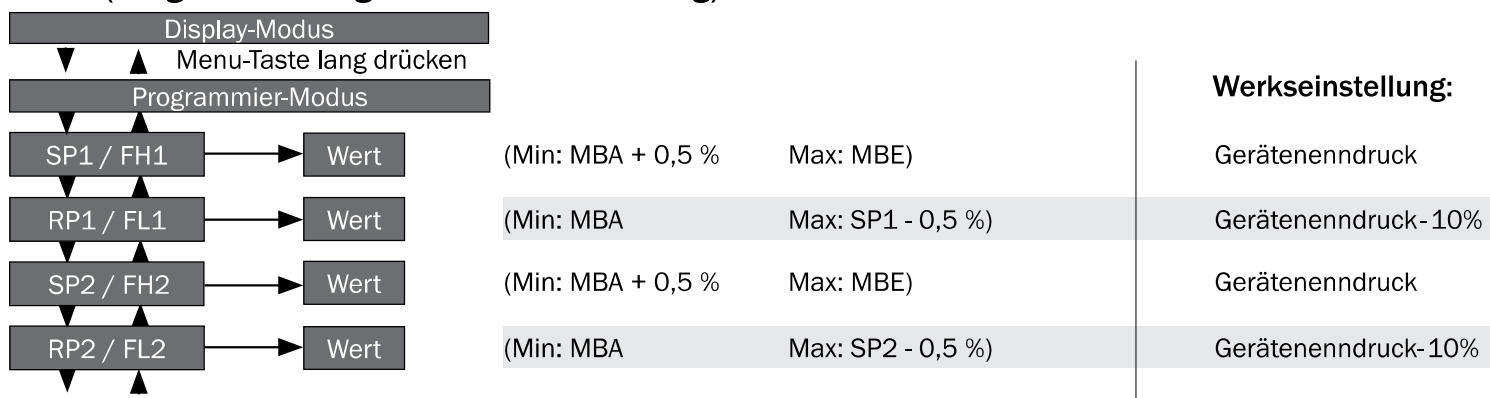 Display-Modus
Menu-Taste lang drücken
Programmier-Modus
Werkseinstellung:
SP1 / FH1 Wert (Min: MBA + 0,5 % Max: MBE) Gerätenenndruck
RP1 / FL1 Wert (Min: MBA Max: SP1 - 0,5 %) Gerätenenndruck-10%
SP2 / FH2 Wert (Min: MBA + 0,5 % Max: MBE) Gerätenenndruck
RP2 / FL2 Wert (Min: MBA Max: SP2 - 0,5 %) Gerätenenndruck-10%